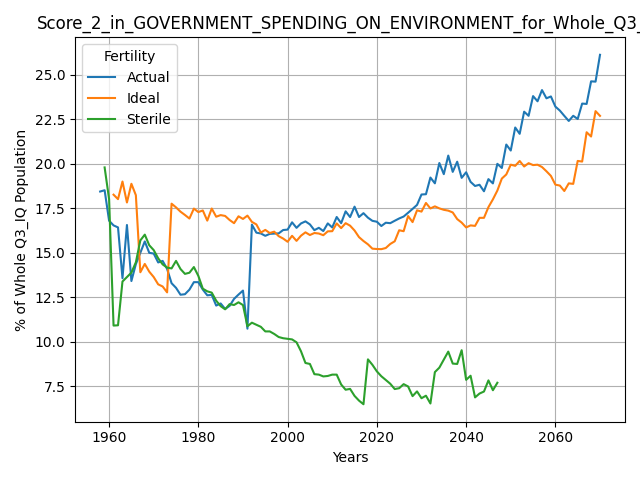 Score_2_in_GOVERNMENT_SPENDING_ON_ENVIRONMENT_for_Whole_Q3_
Fertility
Actual
Ideal
Sterile
% of Whole Q3_IQ Population
25.0
22.5
20.0
17.5
15.0
12.5
10.0
7.5
1960 1980 2000 2020 2040 2060
Years